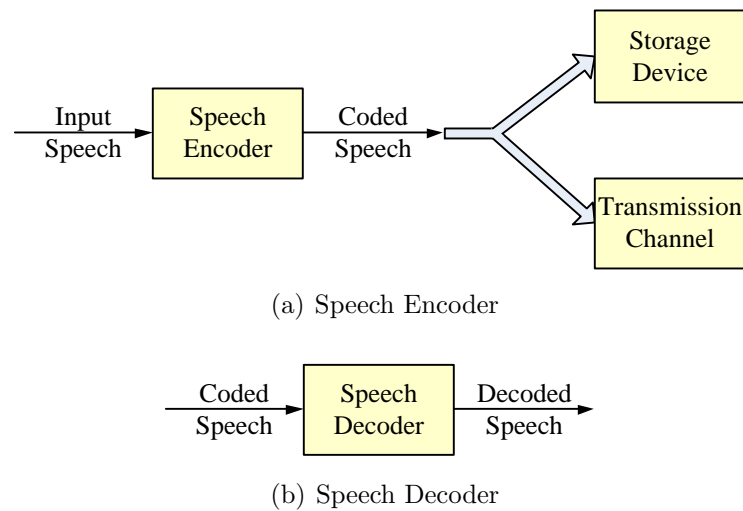 Storage
Device
Input
Speech
Speech
Encoder
Coded
Speech
Transmission
Channel
(a) Speech Encoder
Coded
Speech
Speech
Decoder
Decoded
Speech
(b) Speech Decoder